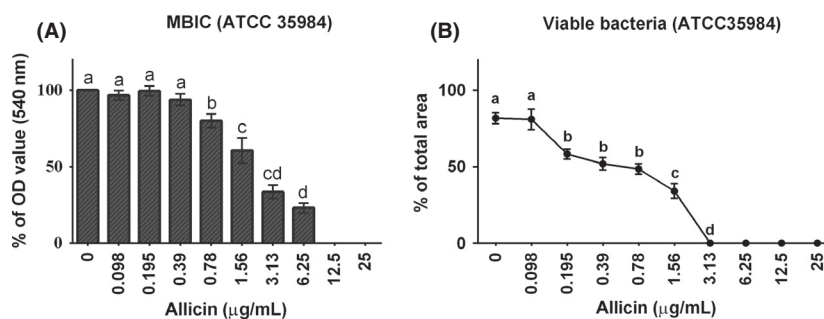 (A)
MBIC (ATCC 35984)
% of OD value (540 nm)
100
50
0
a a a a b c cd d
0 0.098 0.195 0.39 0.78 1.56 3.13 6.25 12.5 25
Allicin (μg/mL)
(B)
Viable bacteria (ATCC35984)
% of total area
100
50
0
a a b b b c d
0 0.098 0.195 0.39 0.78 1.56 3.13 6.25 12.5 25
Allicin (μg/mL)